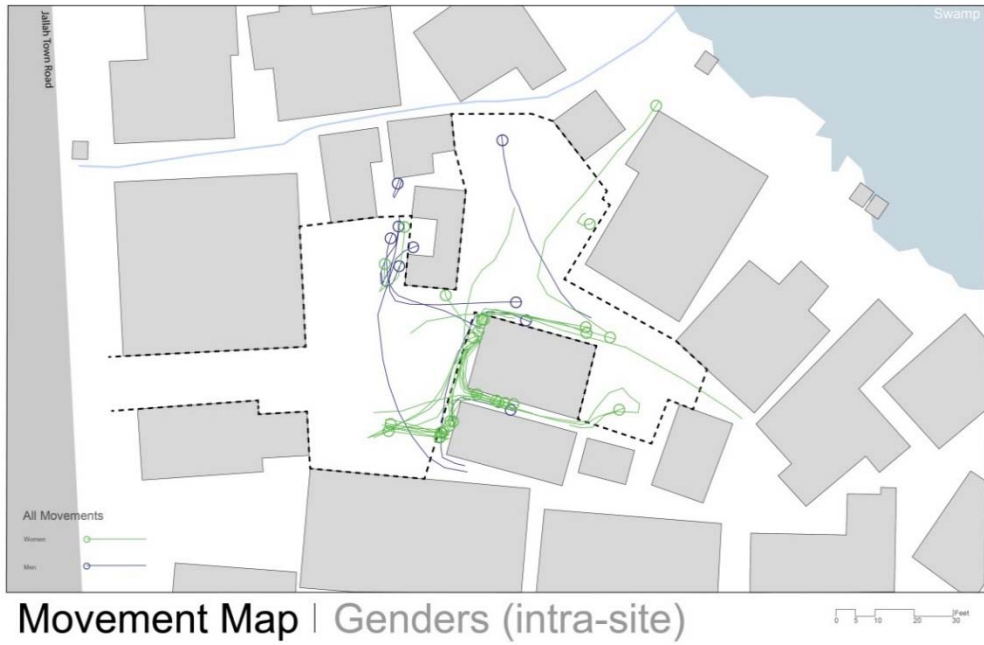 Jallah Town Road
Swamp
All Movements
Women
Men
Movement Map | Genders (intra-site)
Feet
0 5 10 20 30